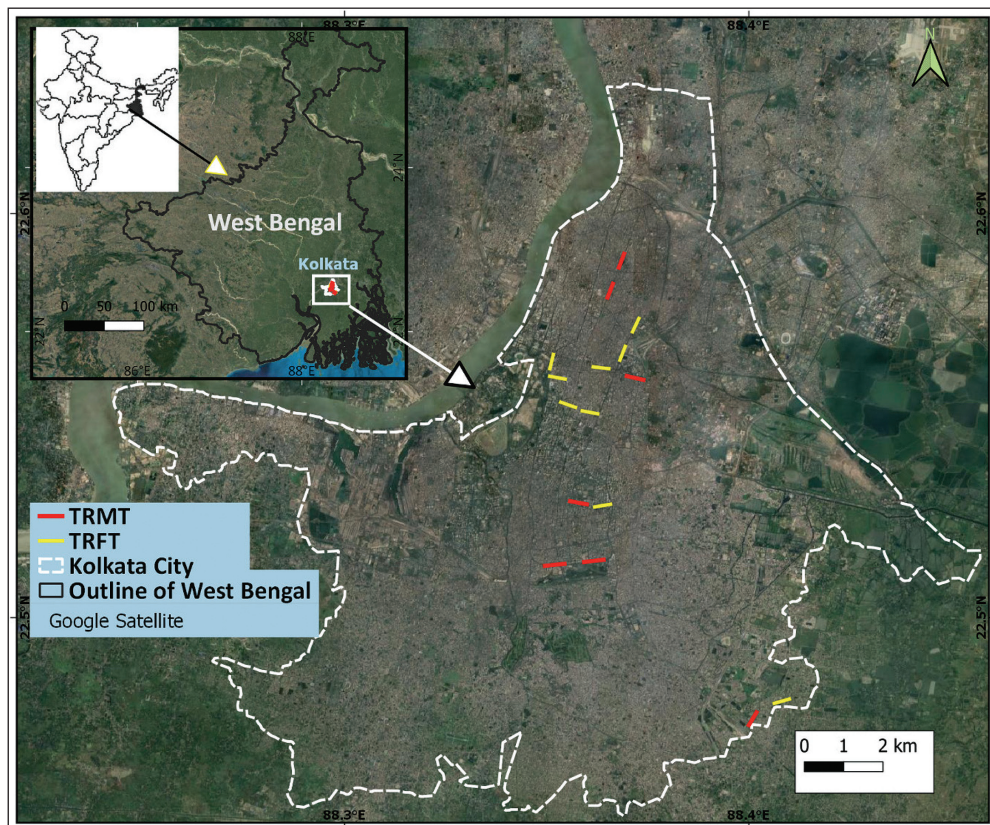 88.3°E
88.4°E
88°E
N
24°N
22.6°N
22.6°N
West Bengal
Kolkata
0 50 100 km
22°N
22°N
86°E
88°E
TRMT
TRFT
Kolkata City
Outline of West Bengal
Google Satellite
22.5°N
22.5°N
0 1 2 km
88.3°E
88.4°E